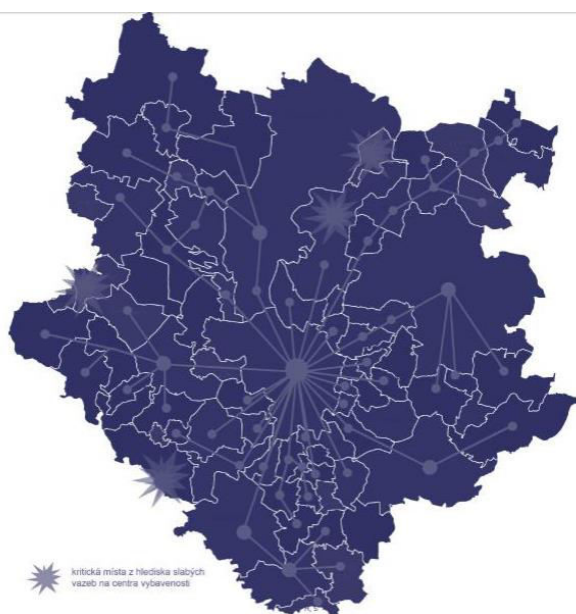 kritická místa z hlediska slabých
vazeb na centra vybavenosti